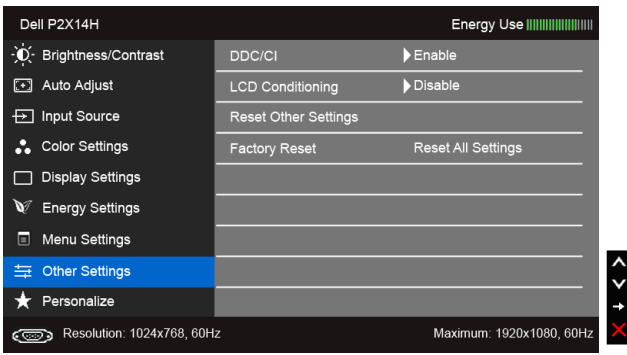 Dell P2X14H Energy Use
Brightness/Contrast DDC/CI Enable
Auto Adjust LCD Conditioning Disable
Input Source Reset Other Settings
Color Settings Factory Reset Reset All Settings
Display Settings
Energy Settings
Menu Settings
Other Settings
Personalize
Resolution: 1024x768, 60Hz Maximum: 1920x1080, 60Hz